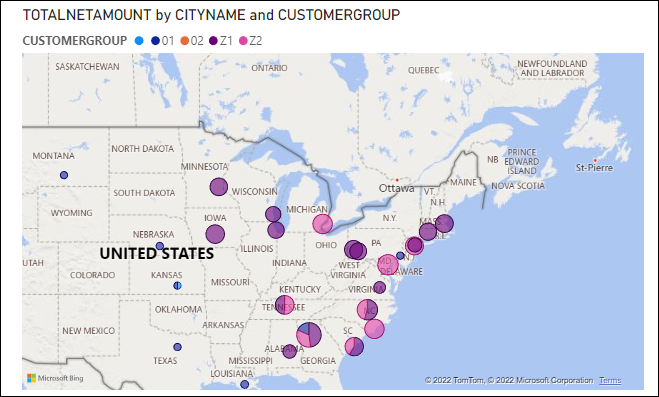 TOTALNETAMOUNT by CITYNAME and CUSTOMERGROUP
CUSTOMERGROUP 01 02 Z1 Z2
SASKATCHEWAN
ONTARIO
QUEBEC
NEWFOUNDLAND
AND LABRADOR
MONTANA
NORTH DAKOTA
MINNESOTA
NB
PRINCE
EDWARD
ISLAND
St-Pierre
Ottawa
MAINE
NOVA SCOTIA
SOUTH DAKOTA
WISCONSIN
VT.
N.H.
WYOMING
MICHIGAN
N.Y.
IOWA
MASS
R.I.
NEBRASKA
ILLINOIS
OHIO
PA
UNITED STATES
INDIANA
WEST
VIRGINIA
MD.
DELAWARE
UTAH
COLORADO
KANSAS
MISSOURI
KENTUCKY
VIRGINIA
TENNESSEE
NC
OKLAHOMA
ARKANSAS
SC
NEW MEXICO
ALABAMA
MISSISSIPPI
GEORGIA
TEXAS
LOUISIANA
Microsoft Bing
© 2022 TomTom, © 2022 Microsoft Corporation Terms